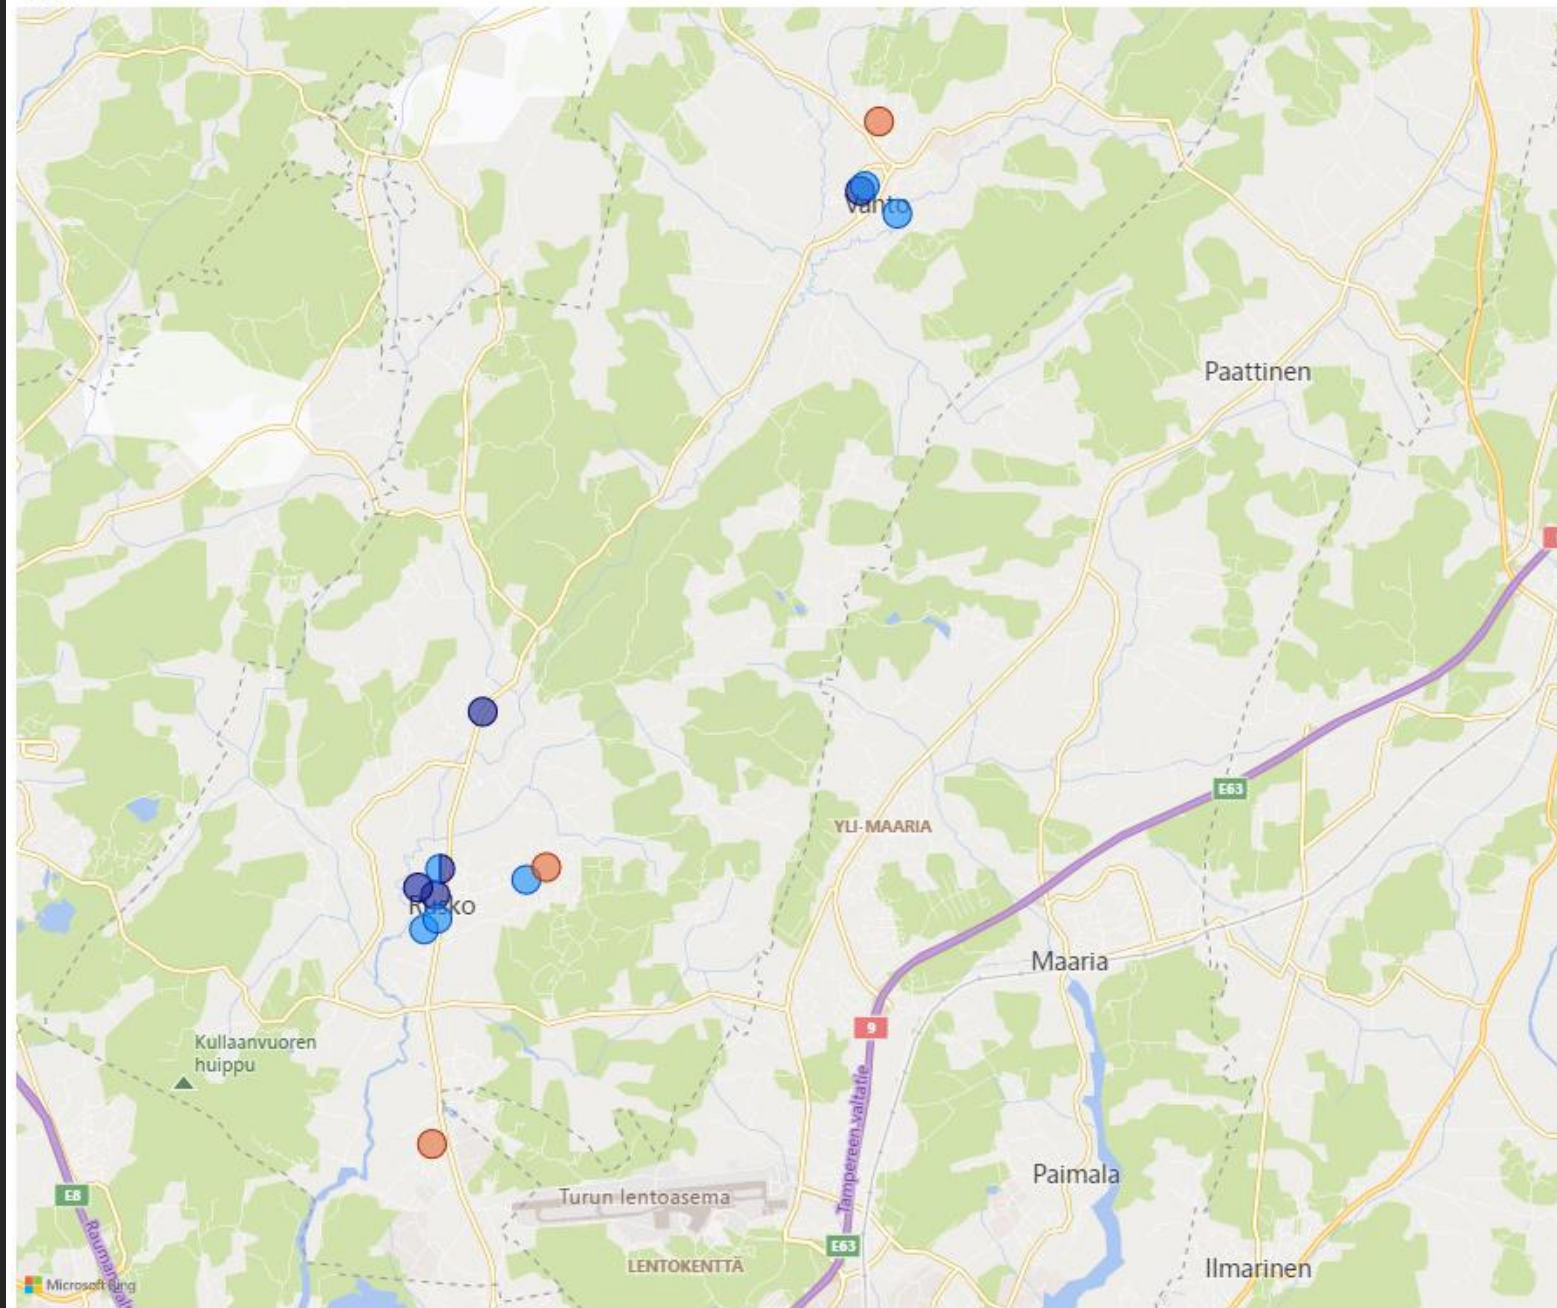 Vahto
Paattinen
E63
YLI-MAARIA
Rusko
Maaria
9
Kullaanvuoren
huippu
Tampereen valtatie
Paimala
E8
Turun lentoasema
E63
LENTOKENTTÄ
Ilmarinen
Microsoft Bing